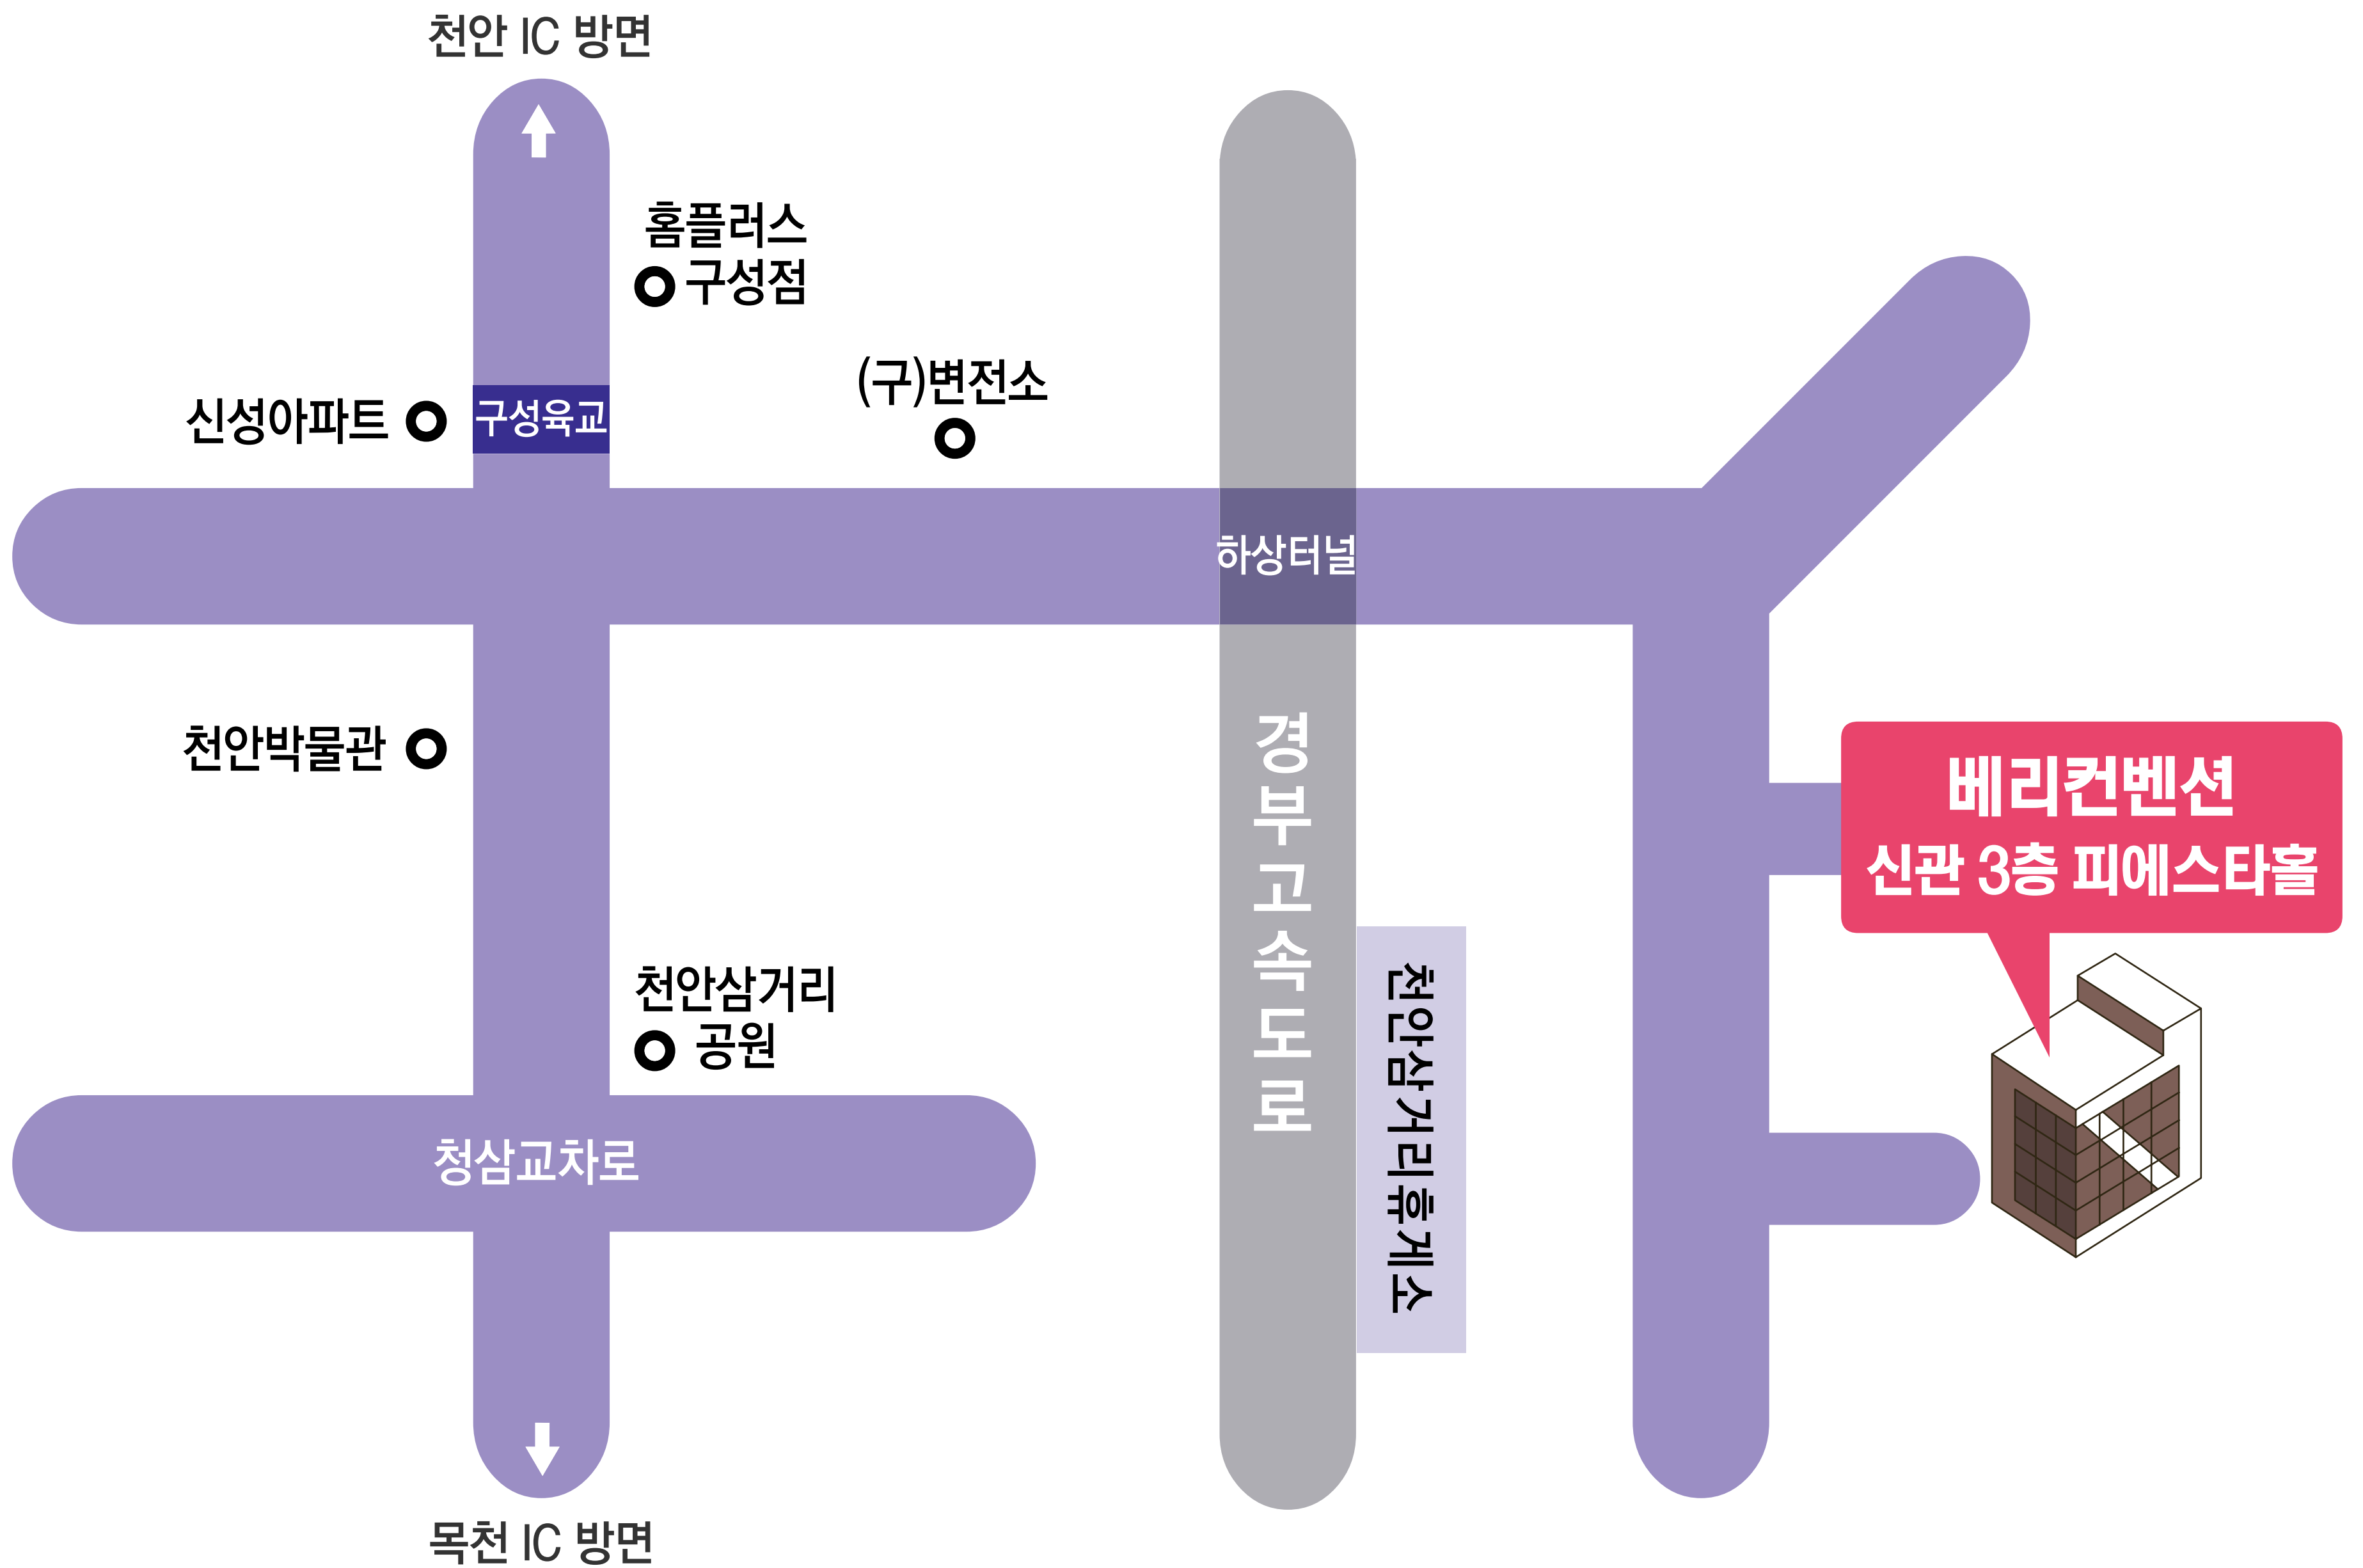 천안 IC 방면
홈플러스
구성점
(구)변전소
신성아파트
구성육교
하상터널
천안박물관
경부고속도로
베리컨벤션
신관 3층 피에스타홀
천안삼거리
공원
천안삼거리휴게소
청삼교차로
목천 IC 방면